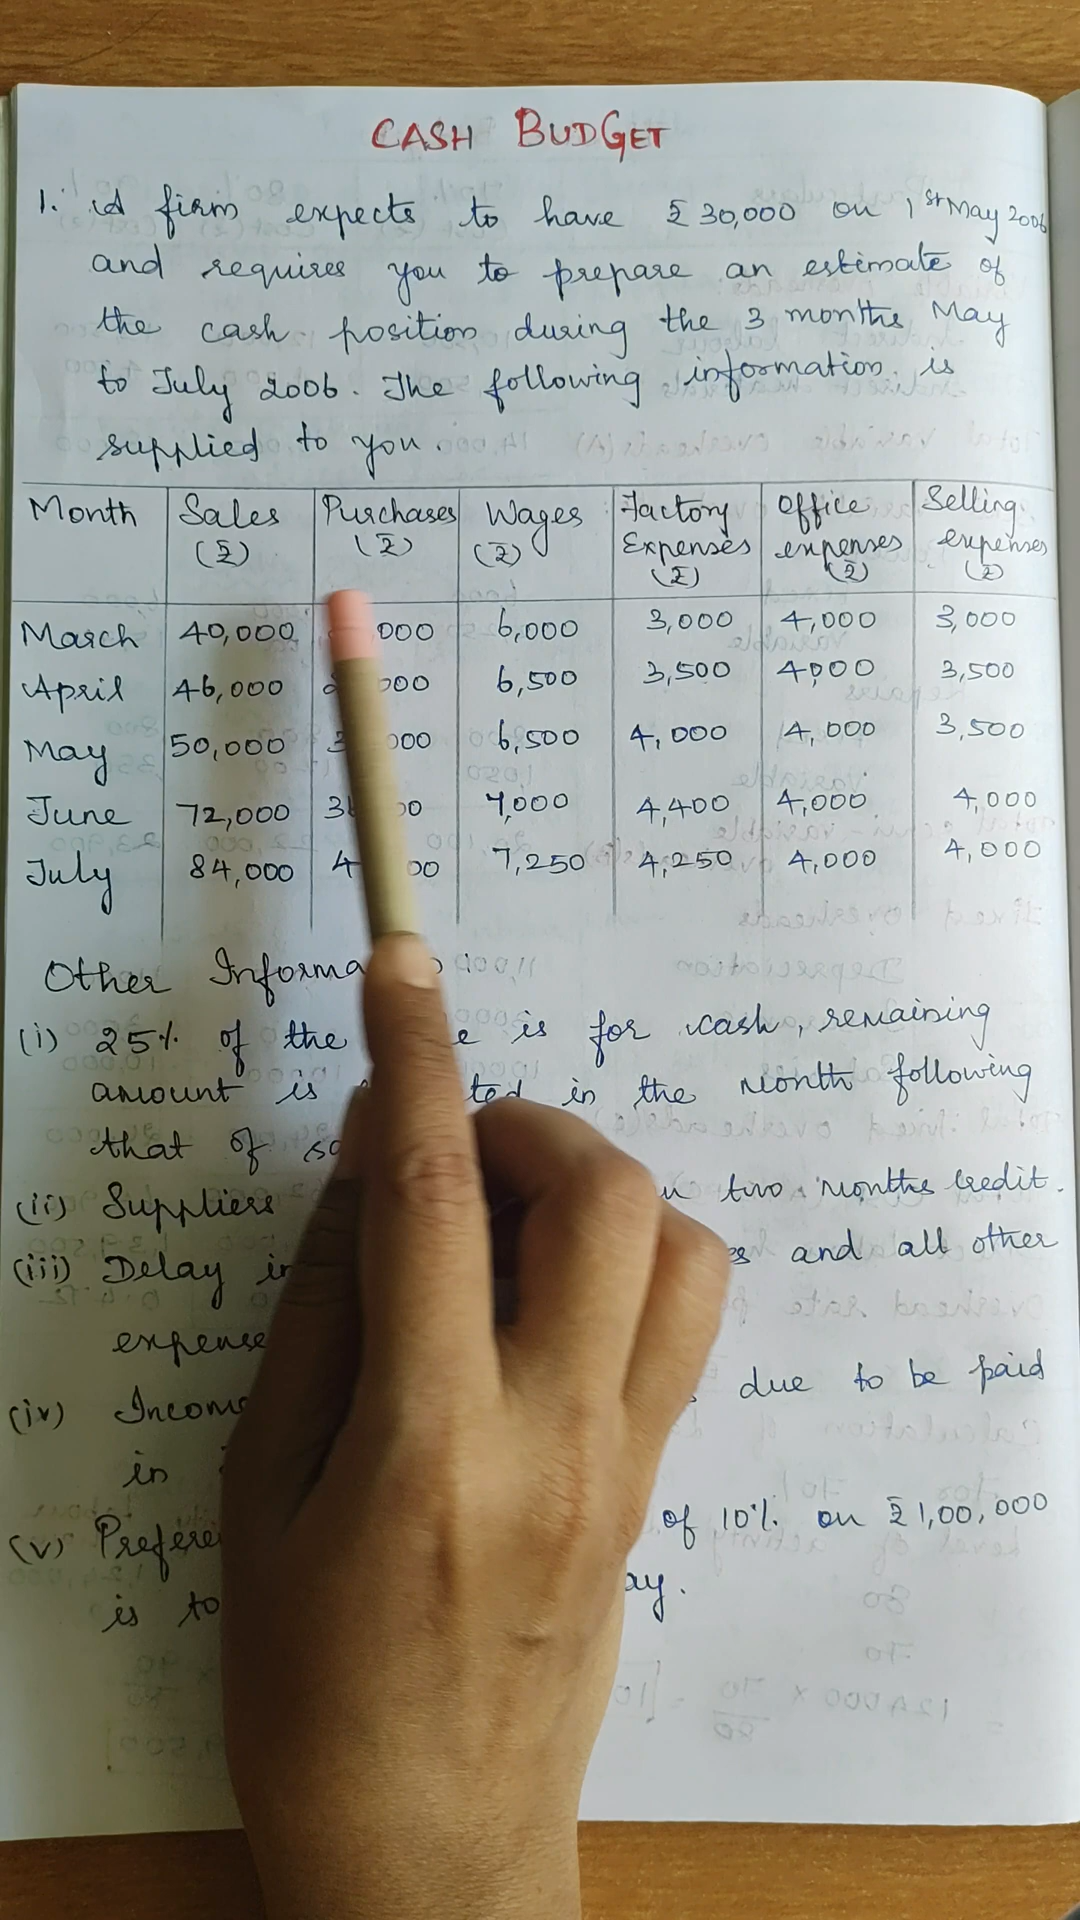 CASH BUDGET
1. A firm expects to have ₹ 30,000 on 1st May 2006
and requires you to prepare an estimate of
the cash position during the 3 months May
to July 2006. The following information is
supplied to you.
Month Sales (₹) Purchases (₹) Wages (₹) Factory Expenses (₹) Office expenses (₹) Selling expenses (₹)
March 40,000 000 6,000 3,000 4,000 3,000
April 46,000 000 6,500 3,500 4,000 3,500
May 50,000 3 000 6,500 4,000 4,000 3,500
June 72,000 3 00 7,000 4,400 4,000 4,000
July 84,000 4 00 7,250 4,250 4,000 4,000
Other Informa
(i) 25% of the is for cash, remaining
amount is ted in the month following
that of
(ii) Suppliers two months credit.
(iii) Delay in and all other
expense
(iv) Income due to be paid
in
(v) Prefere of 10% on ₹ 1,00,000
is to ay.